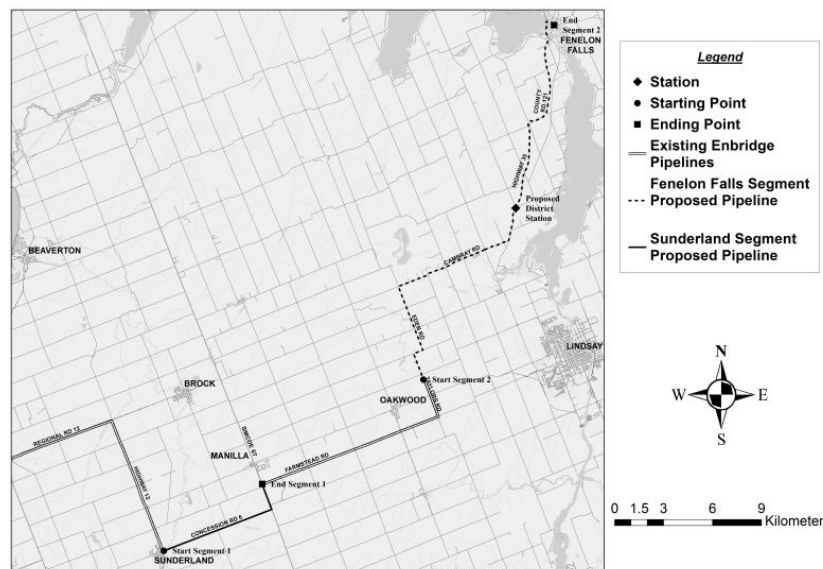 End
Segment 2
FENELON
FALLS
COUNTY
RD 121
HIGHWAY 35
Proposed
District
Station
BEAVERTON
CAMBRAY RD
EDEN RD
LINDSAY
BROCK
Start Segment 2
OAKWOOD
REGIONAL RD 12
SIMCOE ST
MANILLA
FARMSTEAD RD
HIGHWAY 12
End Segment 1
CONCESSION RD 6
Start Segment 1
SUNDERLAND
Legend
Station
Starting Point
Ending Point
Existing Enbridge
Pipelines
Fenelon Falls Segment
Proposed Pipeline
Sunderland Segment
Proposed Pipeline
N
W
E
S
0 1.5 3 6 9
Kilometer